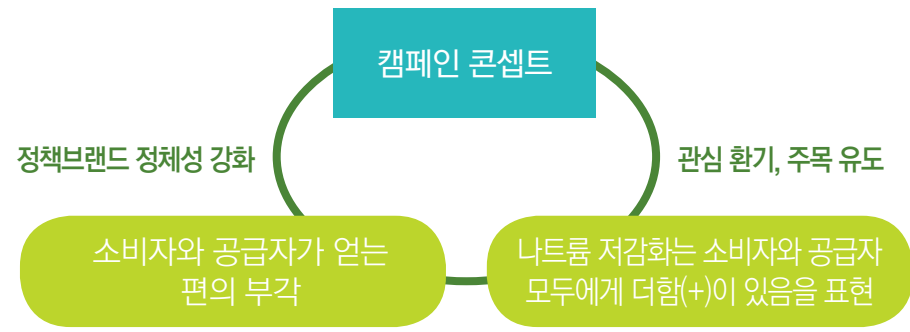 캠페인 콘셉트
정책브랜드 정체성 강화
관심 환기, 주목 유도
소비자와 공급자가 얻는
편의 부각
나트륨 저감화는 소비자와 공급자
모두에게 더함(+)이 있음을 표현